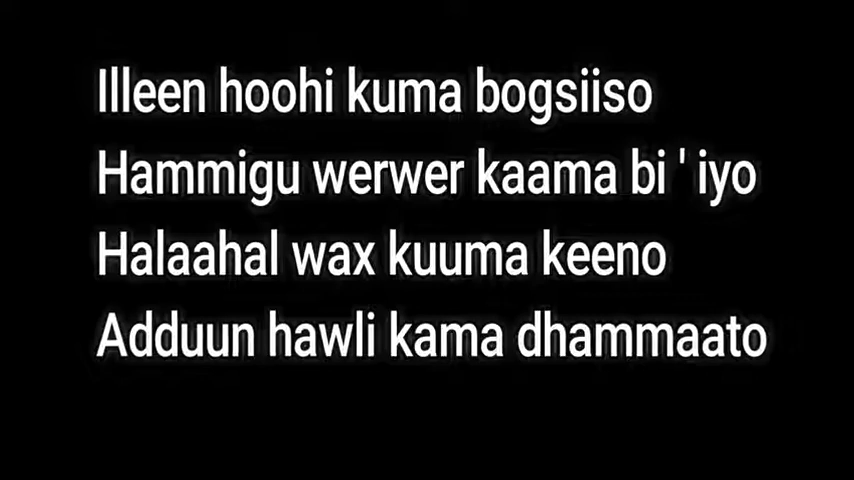 Illeen hoohi kuma bogsiiso
Hammigu werwer kaama bi ' iyo
Halaahal wax kuuma keeno
Adduun hawli kama dhammaato